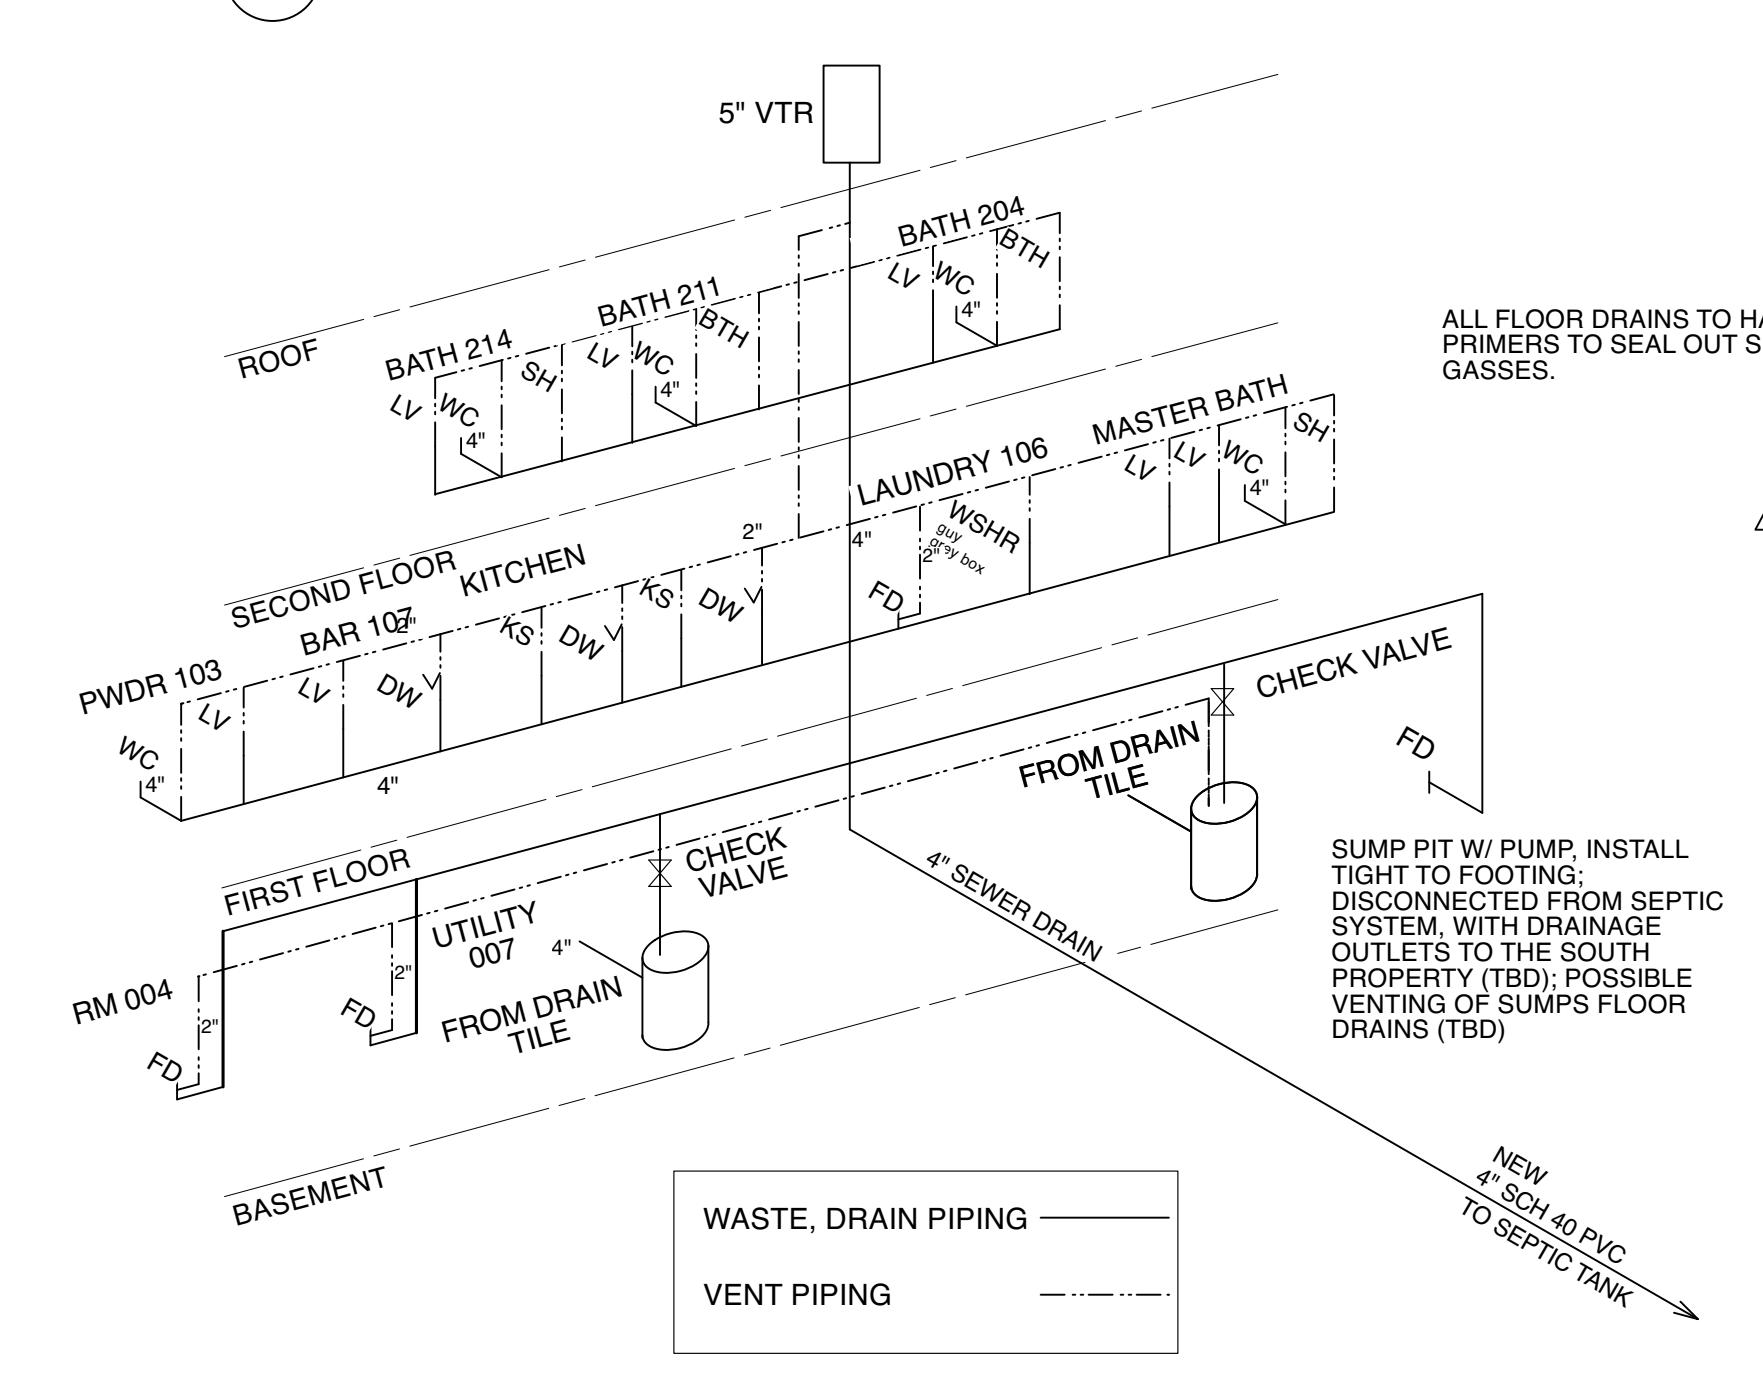 5" VTR
ROOF
BATH 214
BATH 211
BATH 204
LV
WC
4"
SH
LV
WC
4"
BTH
LV
WC
4"
BTH
ALL FLOOR DRAINS TO HA
PRIMERS TO SEAL OUT S
GASSES.
SECOND FLOOR
PWDR 103
BAR 107
2"
KITCHEN
2"
4"
LAUNDRY 106
MASTER BATH
WC
4"
LV
LV
DW
KS
DW
KS
DW
FD
2"
WSHR
guy
grey box
LV
LV
WC
4"
SH
4"
FIRST FLOOR
CHECK VALVE
FROM DRAIN
TILE
FD
CHECK
VALVE
UTILITY
007
4"
FROM DRAIN
TILE
RM 004
2"
FD
2"
FD
4" SEWER DRAIN
SUMP PIT W/ PUMP, INSTALL
TIGHT TO FOOTING;
DISCONNECTED FROM SEPTIC
SYSTEM, WITH DRAINAGE
OUTLETS TO THE SOUTH
PROPERTY (TBD); POSSIBLE
VENTING OF SUMPS FLOOR
DRAINS (TBD)
BASEMENT
NEW
4" SCH 40 PVC
TO SEPTIC TANK
WASTE, DRAIN PIPING
VENT PIPING